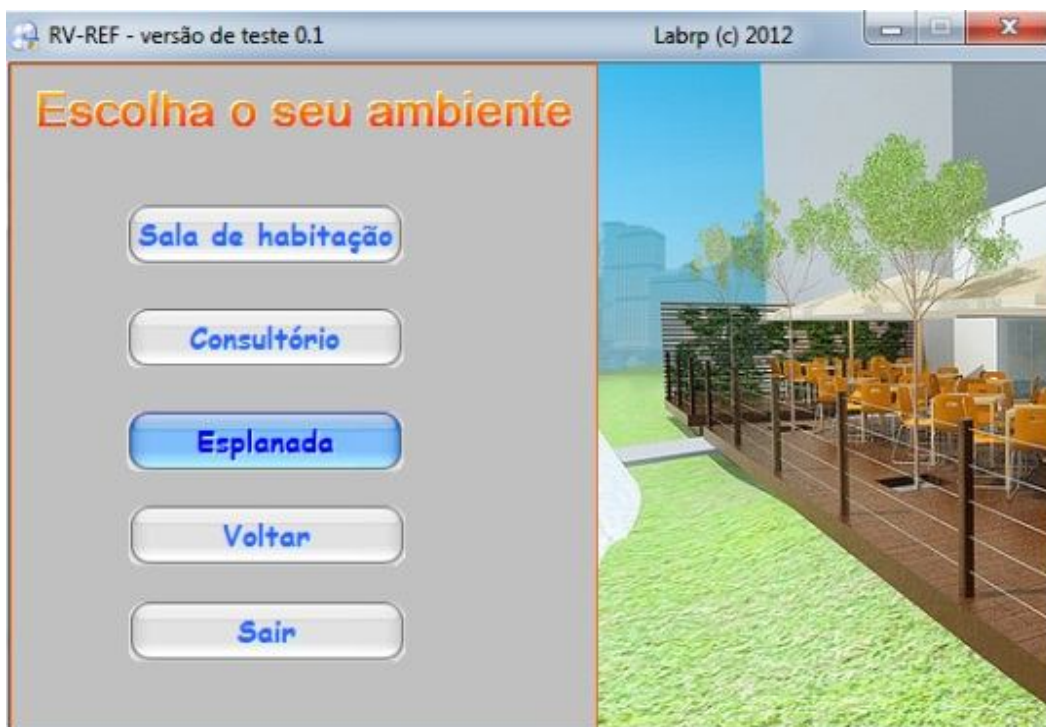 RV-REF - versão de teste 0.1 Labrp (c) 2012
Escolha o seu ambiente
Sala de habitação
Consultório
Esplanada
Voltar
Sair